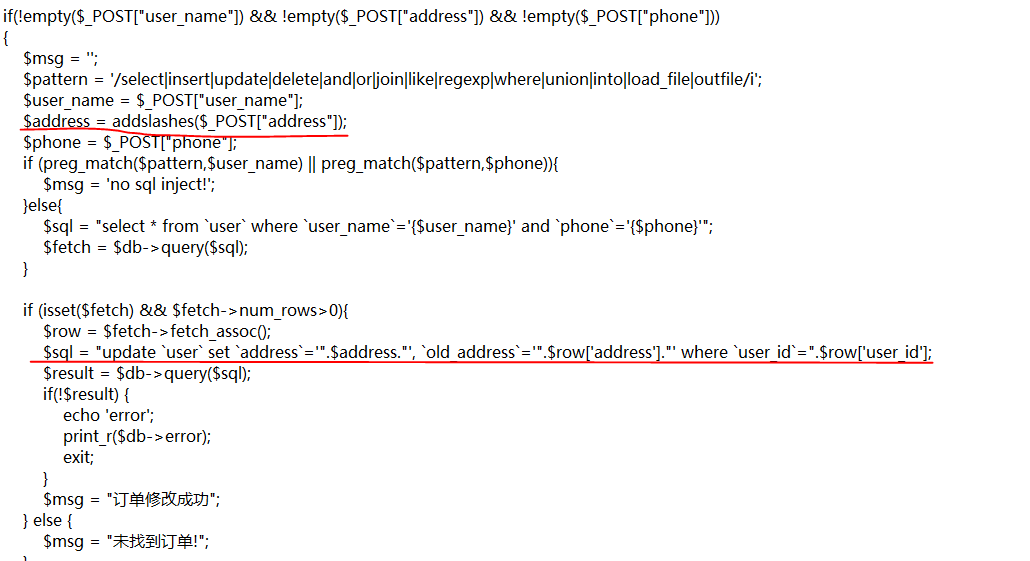 if(!empty($_POST["user_name"]) && !empty($_POST["address"]) && !empty($_POST["phone"]))
{
    $msg = '';
    $pattern = '/select|insert|update|delete|and|or|join|like|regexp|where|union|into|load_file|outfile/i';
    $user_name = $_POST["user_name"];
    $address = addslashes($_POST["address"]);
    $phone = $_POST["phone"];
    if (preg_match($pattern,$user_name) || preg_match($pattern,$phone)){
        $msg = 'no sql inject!';
    }else{
        $sql = "select * from `user` where `user_name`='{$user_name}' and `phone`='{$phone}'";
        $fetch = $db->query($sql);
    }

    if (isset($fetch) && $fetch->num_rows>0){
        $row = $fetch->fetch_assoc();
        $sql = "update `user` set `address`='".$address."', `old_address`='".$row['address']."' where `user_id`=".$row['user_id'];
        $result = $db->query($sql);
        if(!$result) {
            echo 'error';
            print_r($db->error);
            exit;
        }
        $msg = "订单修改成功";
    } else {
        $msg = "未找到订单!";